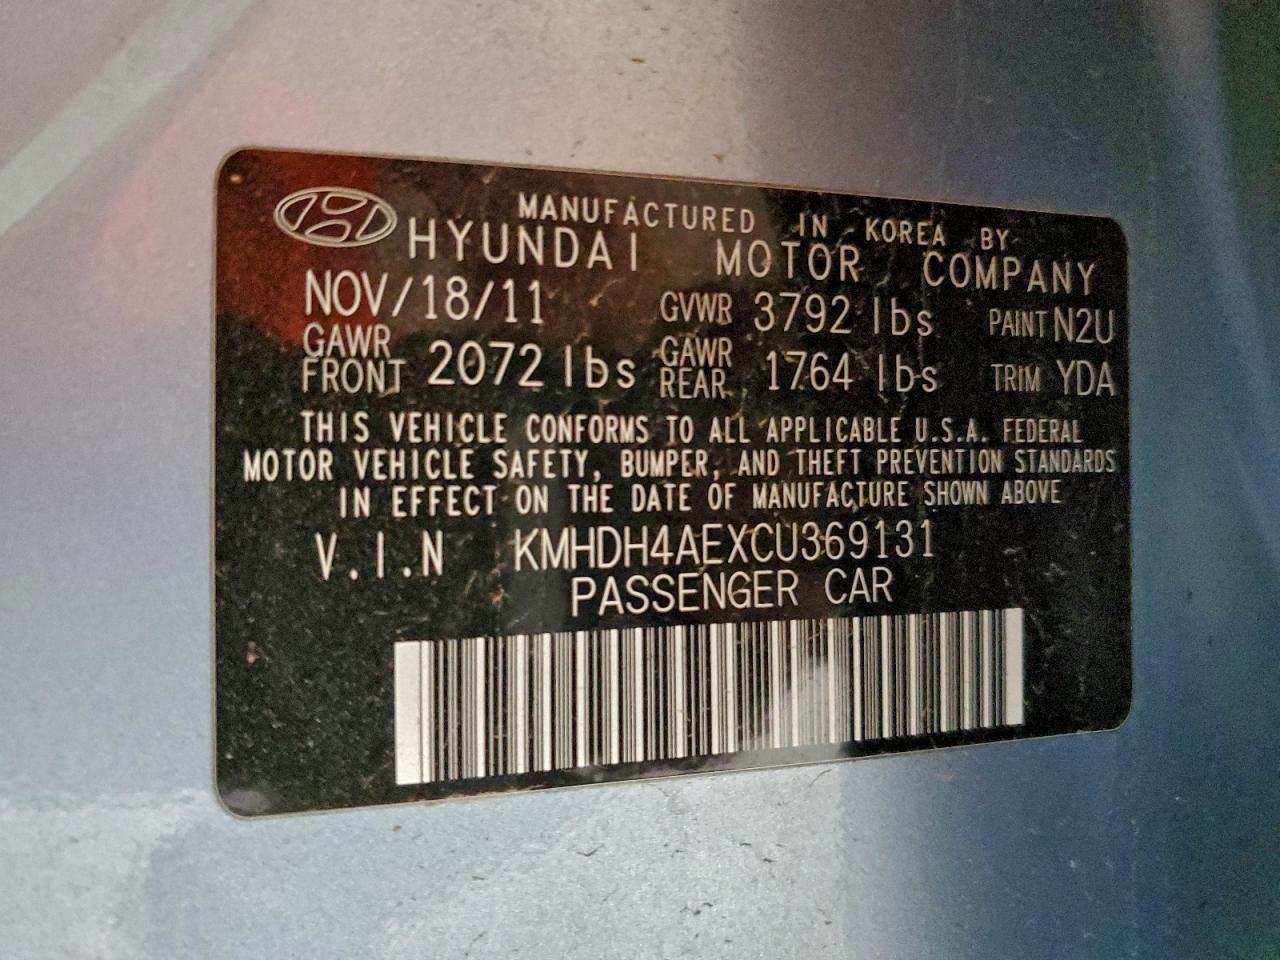 MANUFACTURED IN KOREA BY
HYUNDAI MOTOR COMPANY
NOV/18/11 GVWR 3792 lbs PAINT N2U
GAWR FRONT 2072 lbs GAWR REAR 1764 lbs TRIM YDA
THIS VEHICLE CONFORMS TO ALL APPLICABLE U.S.A. FEDERAL
MOTOR VEHICLE SAFETY, BUMPER, AND THEFT PREVENTION STANDARDS
IN EFFECT ON THE DATE OF MANUFACTURE SHOWN ABOVE
V.I.N KMHDH4AEXCU369131
PASSENGER CAR